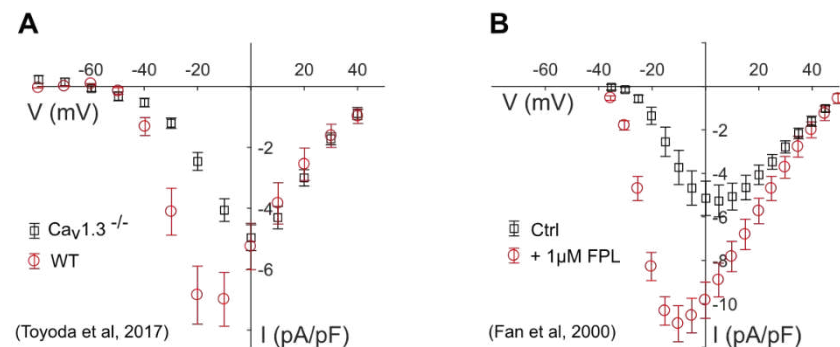 A
-60
-40
-20
20
40
V (mV)
-2
-4
-6
Cav1.3 -/-
WT
(Toyoda et al, 2017)
I (pA/pF)
B
-60
-40
-20
20
40
V (mV)
-2
-4
-6
-8
-10
Ctrl
+ 1μM FPL
(Fan et al, 2000)
I (pA/pF)